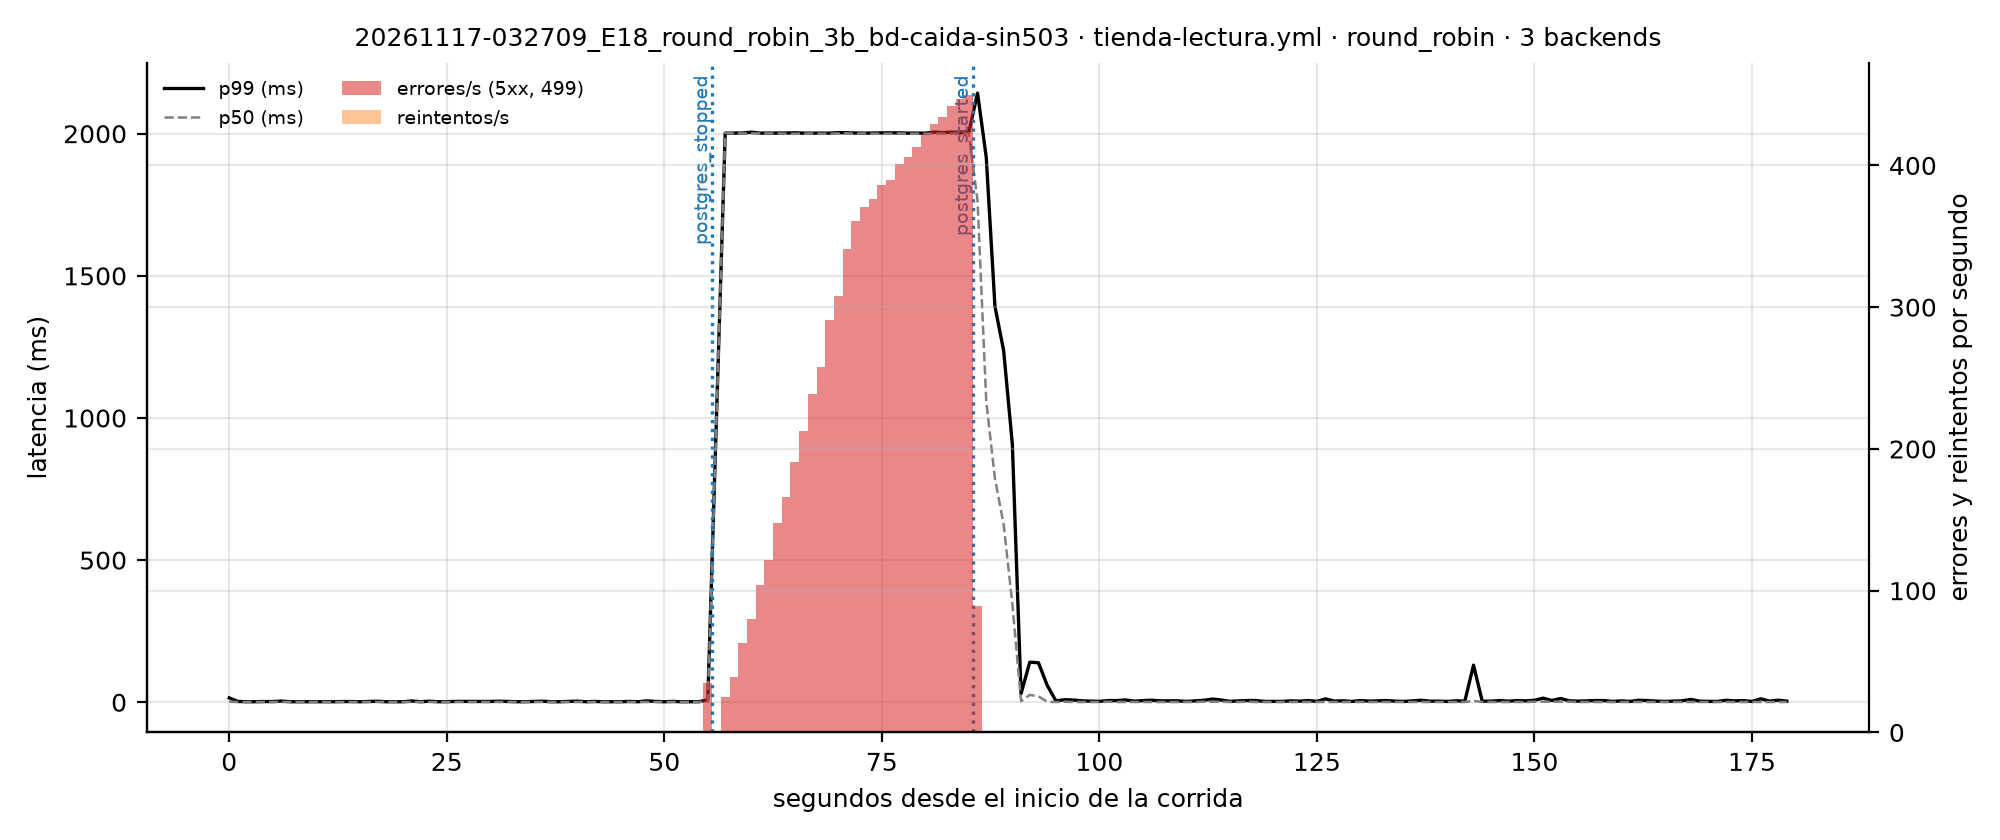 20261117-032709_E18_round_robin_3b_bd-caida-sin503 · tienda-lectura.yml · round_robin · 3 backends
p99 (ms)
p50 (ms)
errores/s (5xx, 499)
reintentos/s
postgres_stopped
postgres_started
latencia (ms)
2000
1500
1000
500
0
errores y reintentos por segundo
400
300
200
100
0
0 25 50 75 100 125 150 175
segundos desde el inicio de la corrida